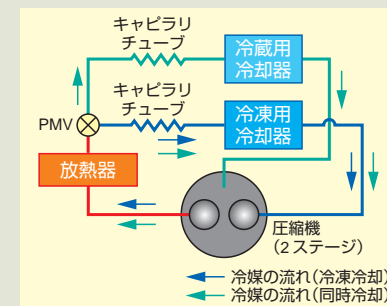 キャピラリ
チューブ
冷蔵用
冷却器
キャピラリ
チューブ
冷凍用
冷却器
PMV
放熱器
圧縮機
(2ステージ)
冷媒の流れ(冷凍冷却)
冷媒の流れ(同時冷却)